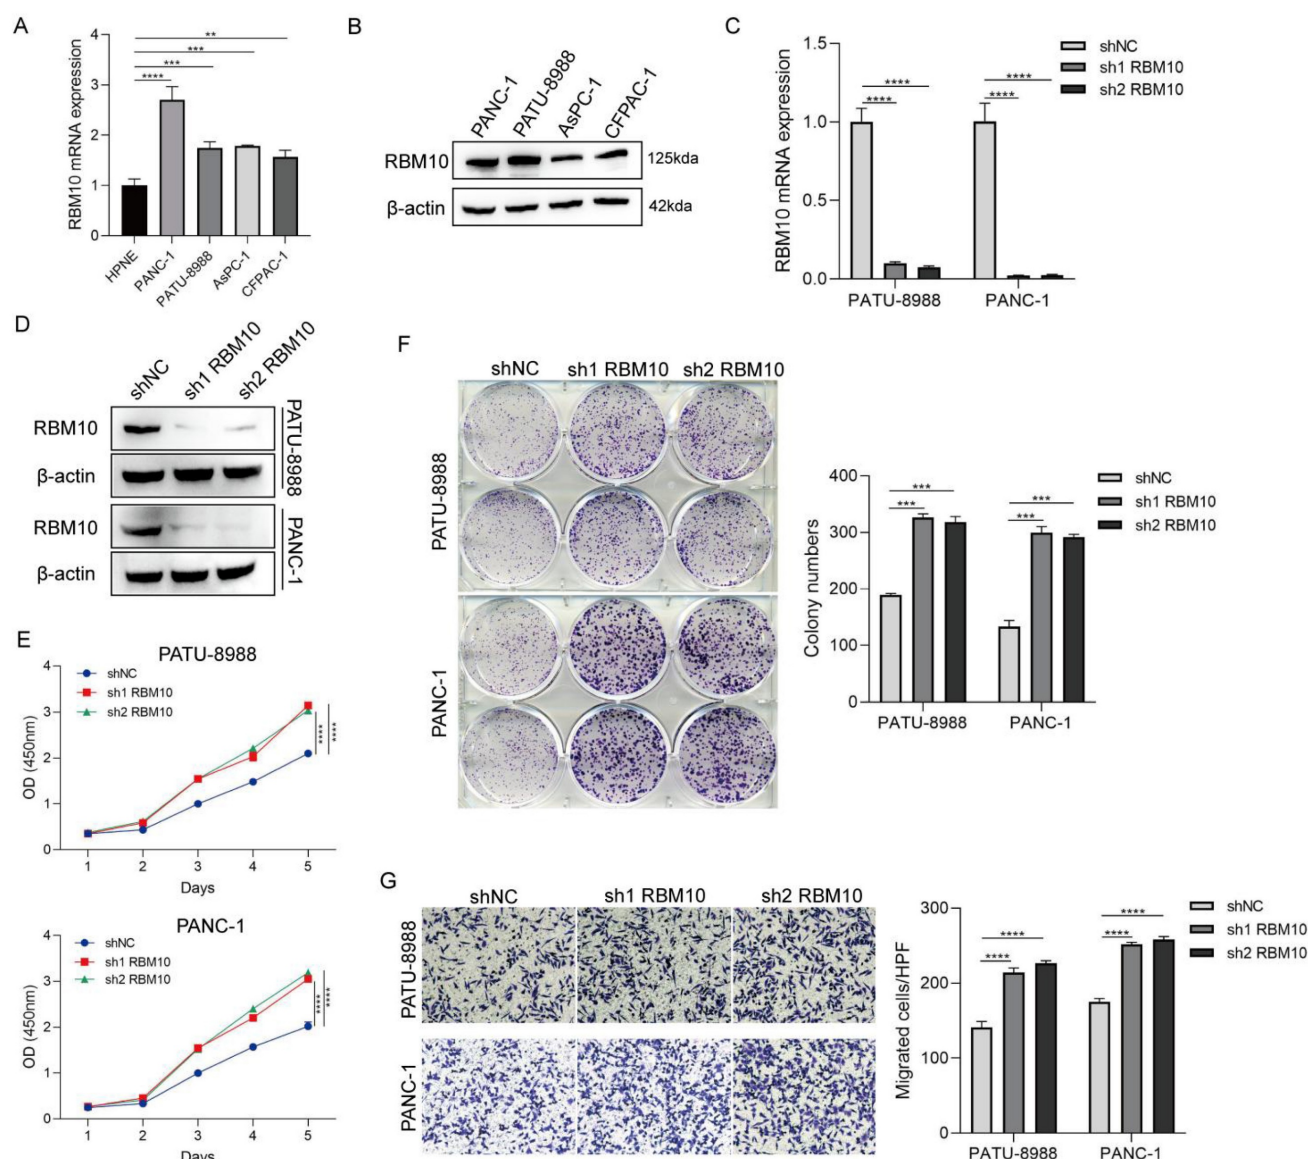 A
RBM10 mRNA expression
4
3
2
1
0
**
***
***
****
HPNE
PANC-1
PATU-8988
AsPC-1
CFPAC-1
B
PANC-1
PATU-8988
AsPC-1
CFPAC-1
RBM10
125kda
β-actin
42kda
C
RBM10 mRNA expression
1.5
1.0
0.5
0.0
****
****
****
****
PATU-8988
PANC-1
shNC
sh1 RBM10
sh2 RBM10
D
shNC
sh1 RBM10
sh2 RBM10
RBM10
β-actin
PATU-8988
RBM10
β-actin
PANC-1
E
PATU-8988
shNC
sh1 RBM10
sh2 RBM10
OD (450nm)
4
3
2
1
0
****
****
1 2 3 4 5
Days
PANC-1
shNC
sh1 RBM10
sh2 RBM10
OD (450nm)
4
3
2
1
0
****
****
1 2 3 4 5
Days
F
shNC sh1 RBM10 sh2 RBM10
PATU-8988
PANC-1
Colony numbers
400
300
200
100
0
***
***
***
***
PATU-8988
PANC-1
shNC
sh1 RBM10
sh2 RBM10
G
shNC sh1 RBM10 sh2 RBM10
PATU-8988
PANC-1
Migrated cells/HPF
300
200
100
0
****
****
****
****
PATU-8988
PANC-1
shNC
sh1 RBM10
sh2 RBM10